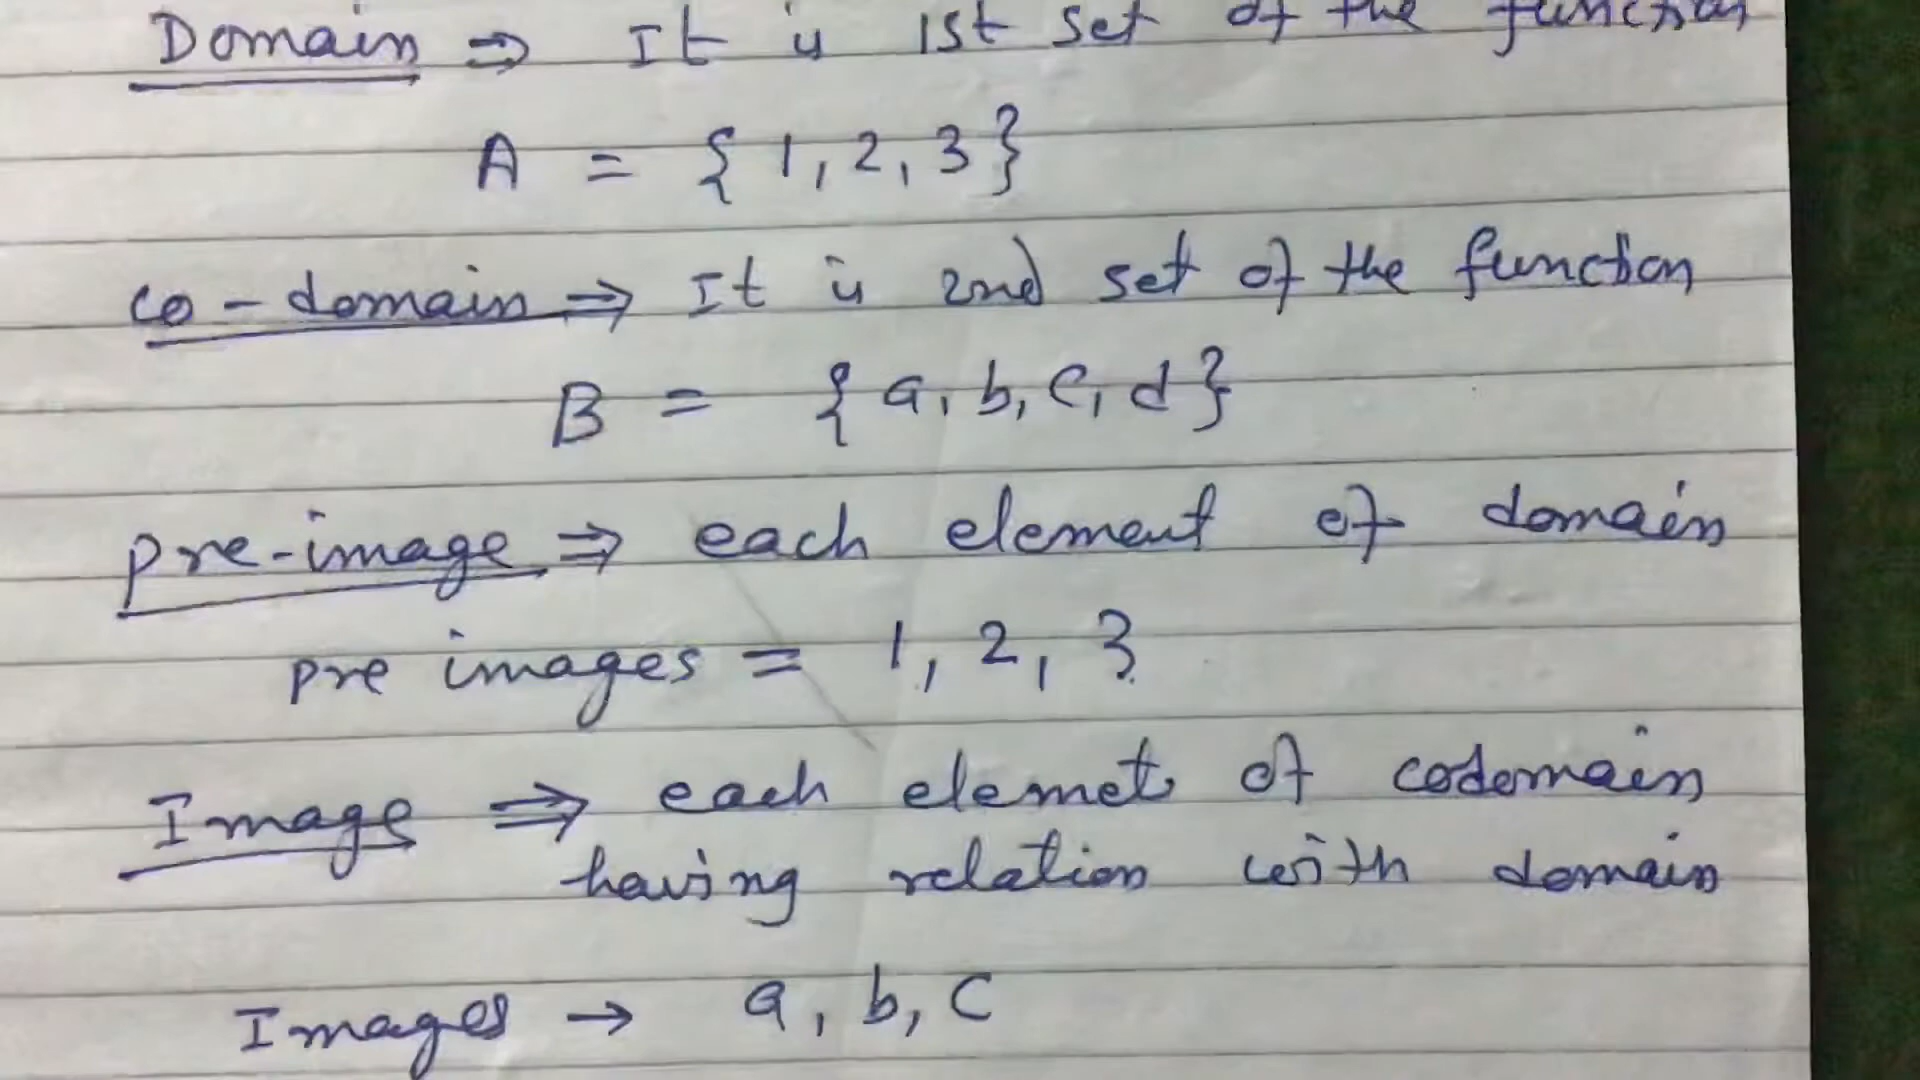 Domain ⇒ It is 1st set of the function
A = { 1, 2, 3 }
co-domain ⇒ It is 2nd set of the function
B = { a, b, c, d }
pre-image ⇒ each element of domain
pre images = 1, 2, 3
Image ⇒ each elemet of codomain
having relation with domain
Images → a, b, c